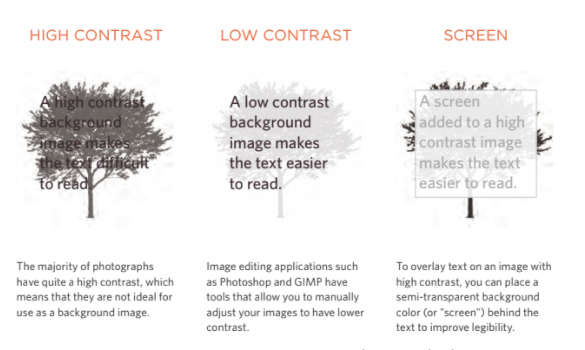 HIGH CONTRAST
A high contrast
background
image makes
the text difficult
to read.
The majority of photographs
have quite a high contrast, which
means that they are not ideal for
use as a background image.
LOW CONTRAST
A low contrast
background
image makes
the text easier
to read.
Image editing applications such
as Photoshop and GIMP have
tools that allow you to manually
adjust your images to have lower
contrast.
SCREEN
A screen
added to a high
contrast image
makes the text
easier to read.
To overlay text on an image with
high contrast, you can place a
semi-transparent background
color (or "screen") behind the
text to improve legibility.